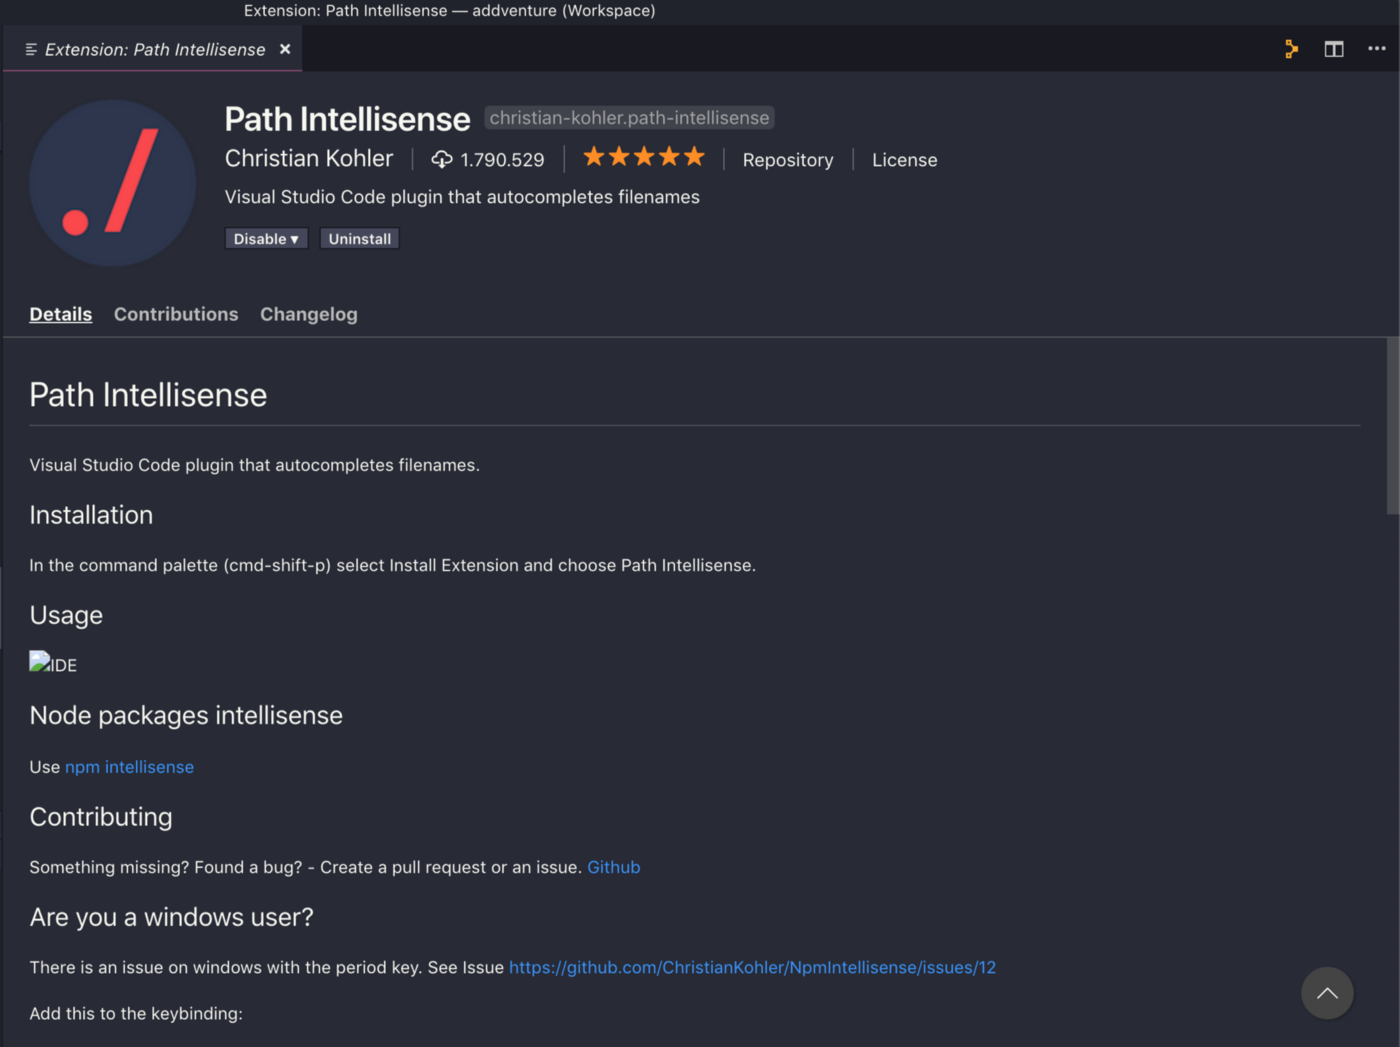 Extension: Path Intellisense — addventure (Workspace)
Extension: Path Intellisense
Path Intellisense christian-kohler.path-intellisense
Christian Kohler 1.790.529 Repository License
Visual Studio Code plugin that autocompletes filenames
Disable Uninstall
Details Contributions Changelog
Path Intellisense
Visual Studio Code plugin that autocompletes filenames.
Installation
In the command palette (cmd-shift-p) select Install Extension and choose Path Intellisense.
Usage
IDE
Node packages intellisense
Use npm intellisense
Contributing
Something missing? Found a bug? - Create a pull request or an issue. Github
Are you a windows user?
There is an issue on windows with the period key. See Issue https://github.com/ChristianKohler/NpmIntellisense/issues/12
Add this to the keybinding: